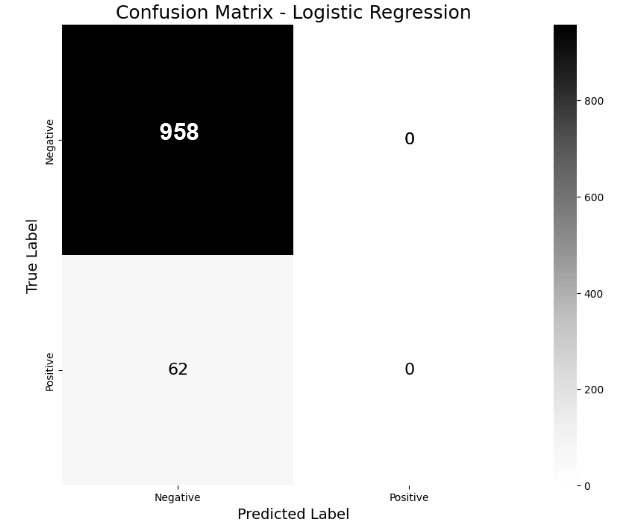 Confusion Matrix - Logistic Regression
True Label
Negative
958
0
Positive
62
0
Negative
Positive
Predicted Label
800
600
400
200
0